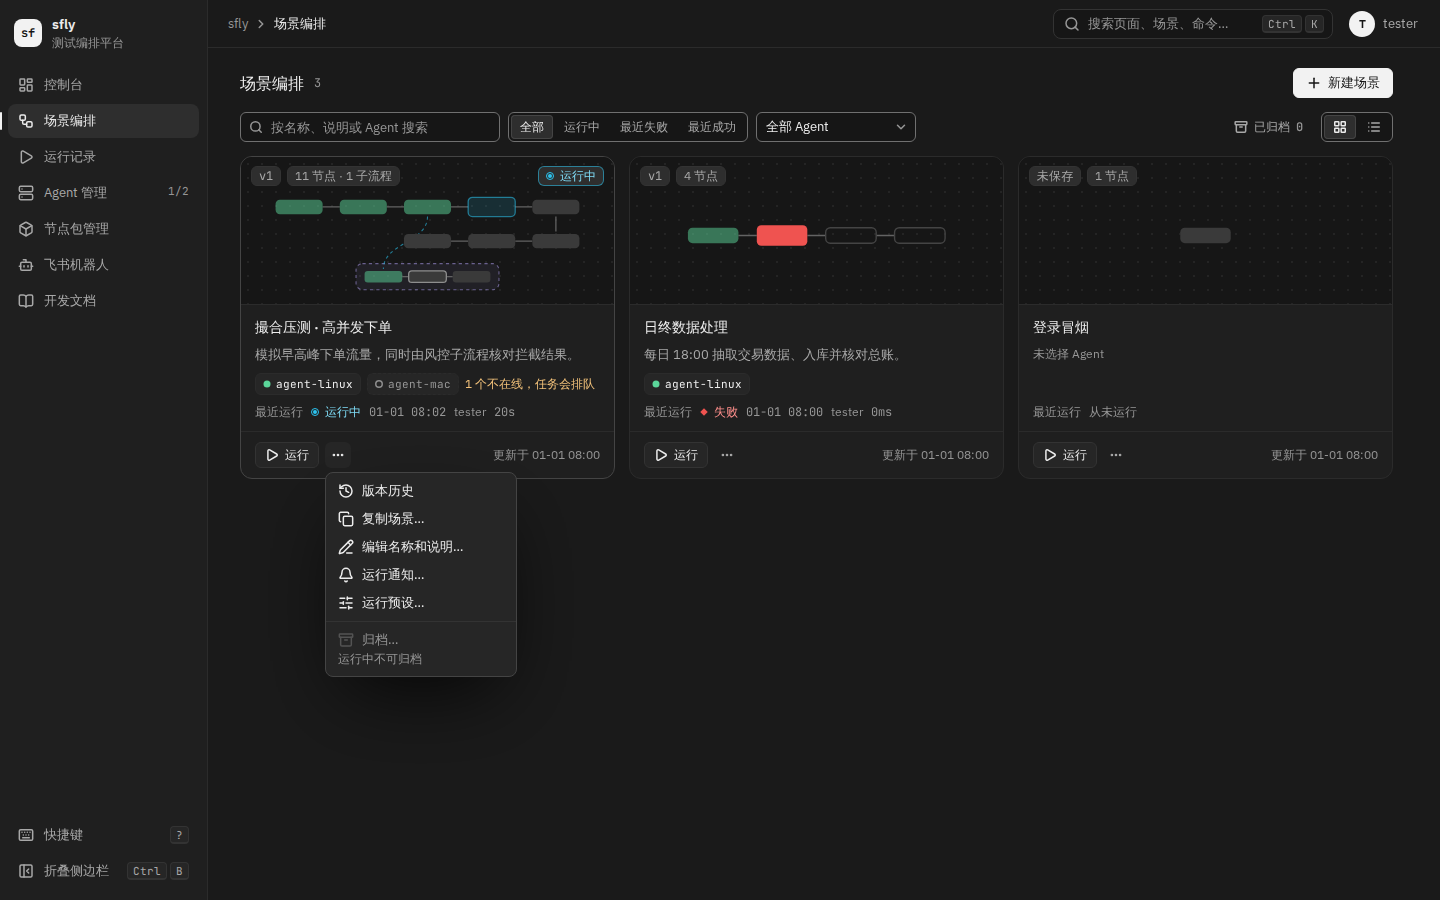 sf
sfly
测试编排平台
控制台
场景编排
运行记录
Agent 管理 1/2
节点包管理
飞书机器人
开发文档
快捷键 ?
折叠侧边栏 Ctrl B
sfly > 场景编排
搜索页面、场景、命令... Ctrl K
T tester
场景编排 3
新建场景
按名称、说明或 Agent 搜索
全部 运行中 最近失败 最近成功
全部 Agent
已归档 0
v1 11 节点 · 1 子流程 运行中
撮合压测 · 高并发下单
模拟早高峰下单流量，同时由风控子流程核对拦截结果。
agent-linux agent-mac 1 个不在线，任务会排队
最近运行 运行中 01-01 08:02 tester 20s
运行 更新于 01-01 08:00
版本历史
复制场景...
编辑名称和说明...
运行通知...
运行预设...
归档...
运行中不可归档
v1 4 节点
日终数据处理
每日 18:00 抽取交易数据、入库并核对总账。
agent-linux
最近运行 失败 01-01 08:00 tester 0ms
运行 更新于 01-01 08:00
未保存 1 节点
登录冒烟
未选择 Agent
最近运行 从未运行
运行 更新于 01-01 08:00